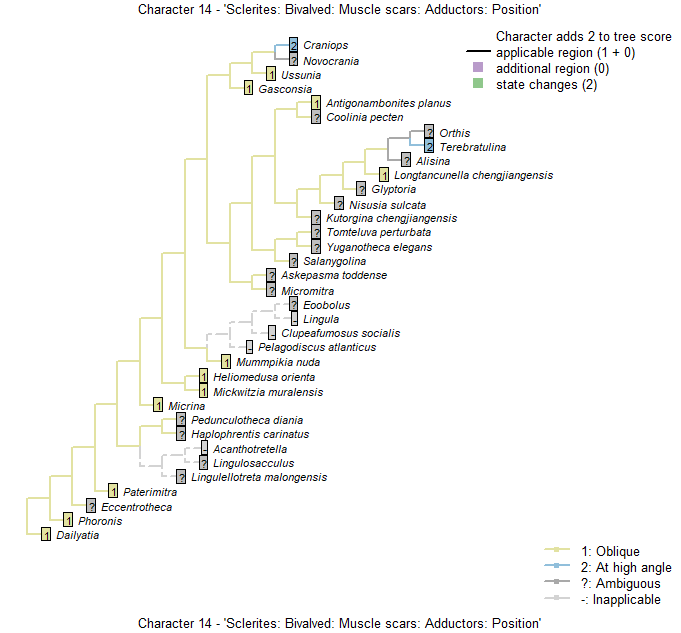 Character 14 - 'Sclerites: Bivalved: Muscle scars: Adductors: Position'
Character adds 2 to tree score
applicable region (1 + 0)
additional region (0)
state changes (2)
2 Craniops
? Novocrania
1 Ussunia
1 Gasconsia
1 Antigonambonites planus
? Coolinia pecten
? Orthis
2 Terebratulina
? Alisina
1 Longtancunella chengjiangensis
? Glyptoria
? Nisusia sulcata
? Kutorgina chengjiangensis
? Tomteluva perturbata
? Yuganotheca elegans
? Salanygolina
? Askepasma toddense
? Micromitra
? Eoobolus
- Lingula
- Clupeafumosus socialis
- Pelagodiscus atlanticus
1 Mummpikia nuda
1 Heliomedusa orienta
1 Mickwitzia muralensis
1 Micrina
? Pedunculotheca diania
? Haplophrentis carinatus
- Acanthotretella
? Lingulosacculus
? Lingulellotreta malongensis
1 Paterimitra
? Eccentrotheca
1 Phoronis
1 Dailyatia
1: Oblique
2: At high angle
?: Ambiguous
-: Inapplicable
Character 14 - 'Sclerites: Bivalved: Muscle scars: Adductors: Position'